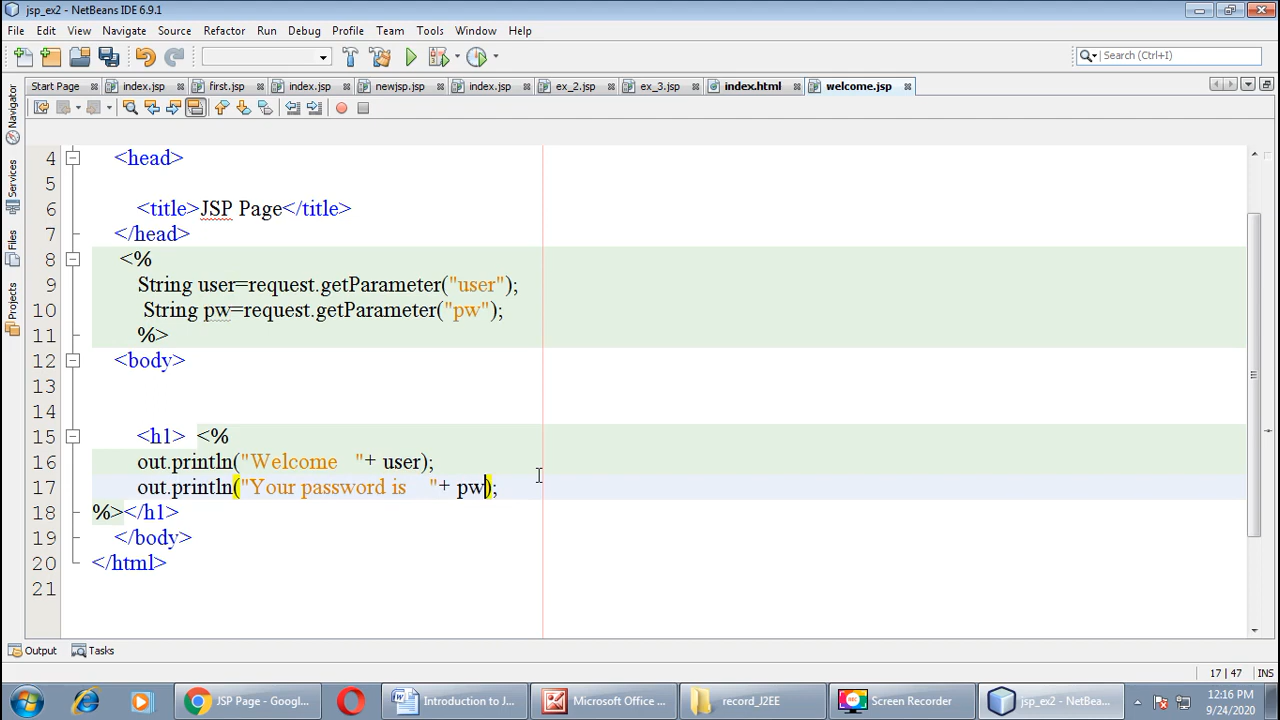 jsp_ex2 - NetBeans IDE 6.9.1
File Edit View Navigate Source Refactor Run Debug Profile Team Tools Window Help
Search (Ctrl+I)
Start Page index.jsp first.jsp index.jsp newjsp.jsp index.jsp ex_2.jsp ex_3.jsp index.html welcome.jsp
Navigator
Services
Files
Projects
4 <head>
5
6 <title>JSP Page</title>
7 </head>
8 <%
9 String user=request.getParameter("user");
10 String pw=request.getParameter("pw");
11 %>
12 <body>
13
14
15 <h1> <%
16 out.println("Welcome "+ user);
17 out.println("Your password is "+ pw);
18 %></h1>
19 </body>
20 </html>
21
Output Tasks
17 | 47 INS
JSP Page - Googl... Introduction to J... Microsoft Office ... record_J2EE Screen Recorder jsp_ex2 - NetBea...
12:16 PM
9/24/2020